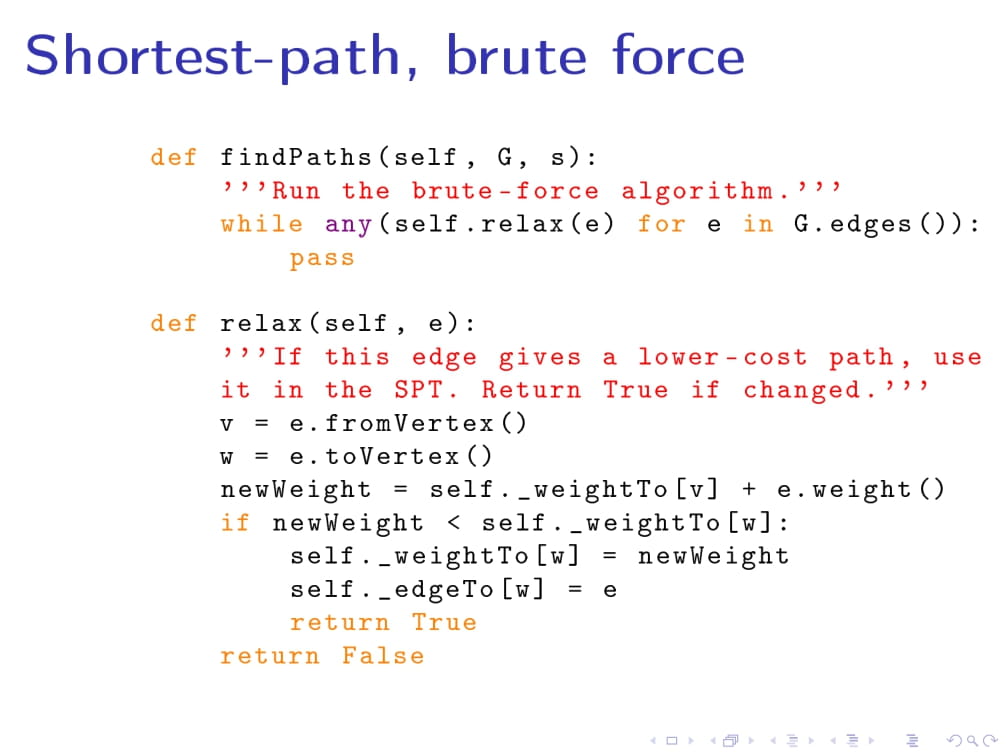 Shortest-path, brute force
def findPaths(self, G, s):
    ’’’Run the brute-force algorithm.’’’
    while any(self.relax(e) for e in G.edges()):
        pass
def relax(self, e):
    ’’’If this edge gives a lower-cost path, use
    it in the SPT. Return True if changed.’’’
    v = e.fromVertex()
    w = e.toVertex()
    newWeight = self._weightTo[v] + e.weight()
    if newWeight < self._weightTo[w]:
        self._weightTo[w] = newWeight
        self._edgeTo[w] = e
        return True
    return False